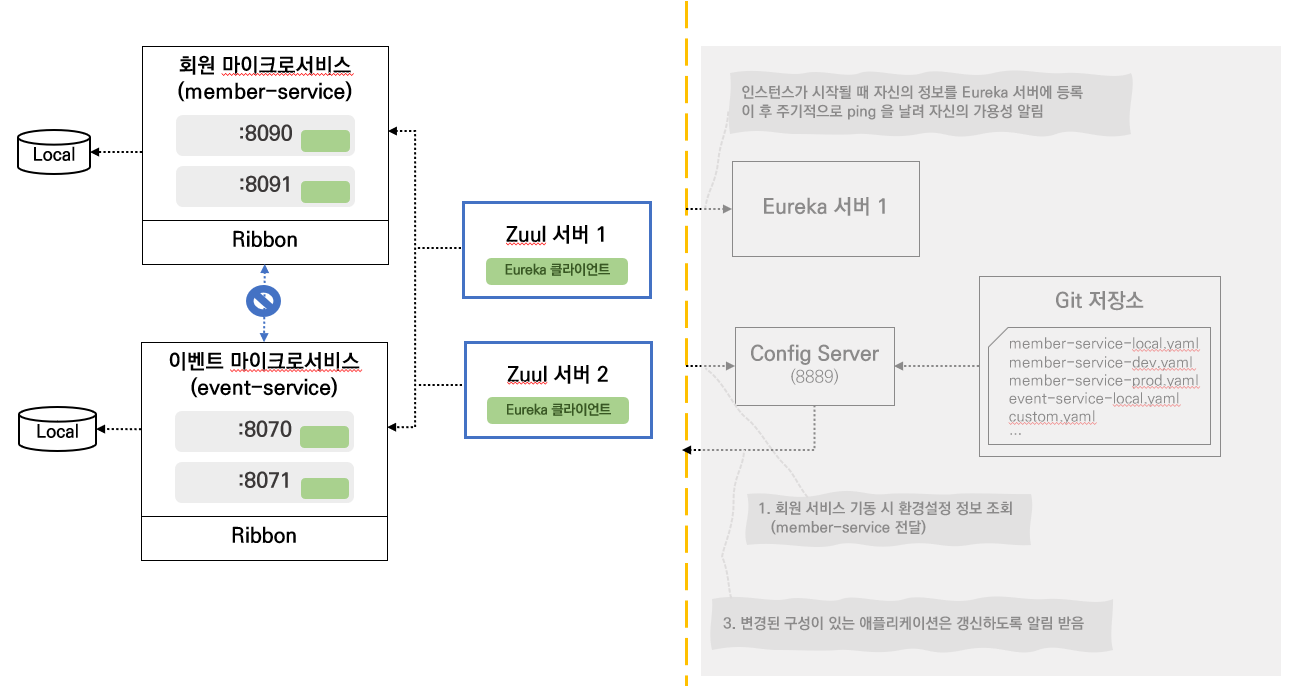 회원 마이크로서비스
(member-service)
:8090
:8091
Ribbon
Local
이벤트 마이크로서비스
(event-service)
:8070
:8071
Ribbon
Local
Zuul 서버 1
Eureka 클라이언트
Zuul 서버 2
Eureka 클라이언트
인스턴스가 시작될 때 자신의 정보를 Eureka 서버에 등록
이 후 주기적으로 ping 을 날려 자신의 가용성 알림
Eureka 서버 1
Config Server
(8889)
Git 저장소
member-service-local.yaml
member-service-dev.yaml
member-service-prod.yaml
event-service-local.yaml
custom.yaml
...
1. 회원 서비스 기동 시 환경설정 정보 조회
(member-service 전달)
3. 변경된 구성이 있는 애플리케이션은 갱신하도록 알림 받음